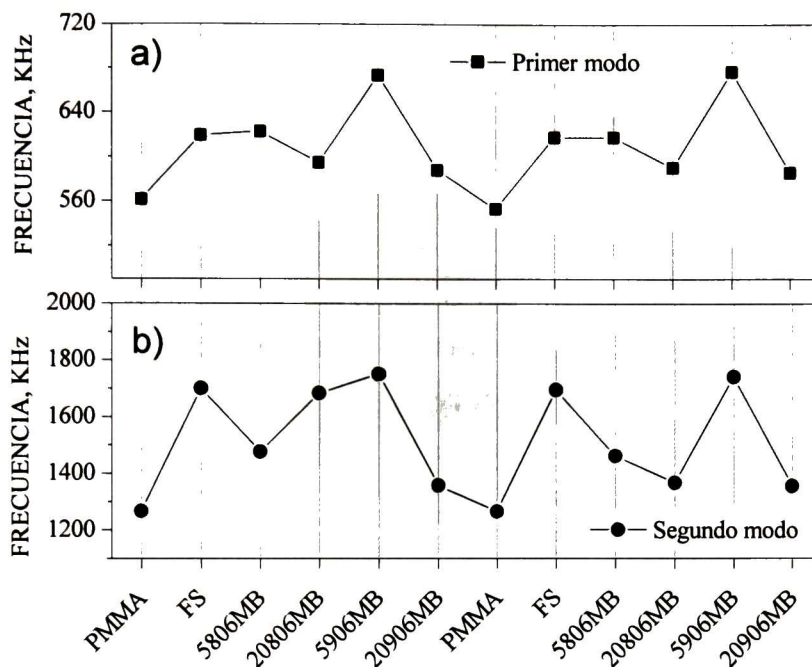 720
a)
Primer modo
640
560
FRECUENCIA, KHz
2000
b)
1800
1600
1400
1200
FRECUENCIA, KHz
Segundo modo
PMMA
FS
5806MB
20806MB
5906MB
20906MB
PMMA
FS
5806MB
20806MB
5906MB
20906MB